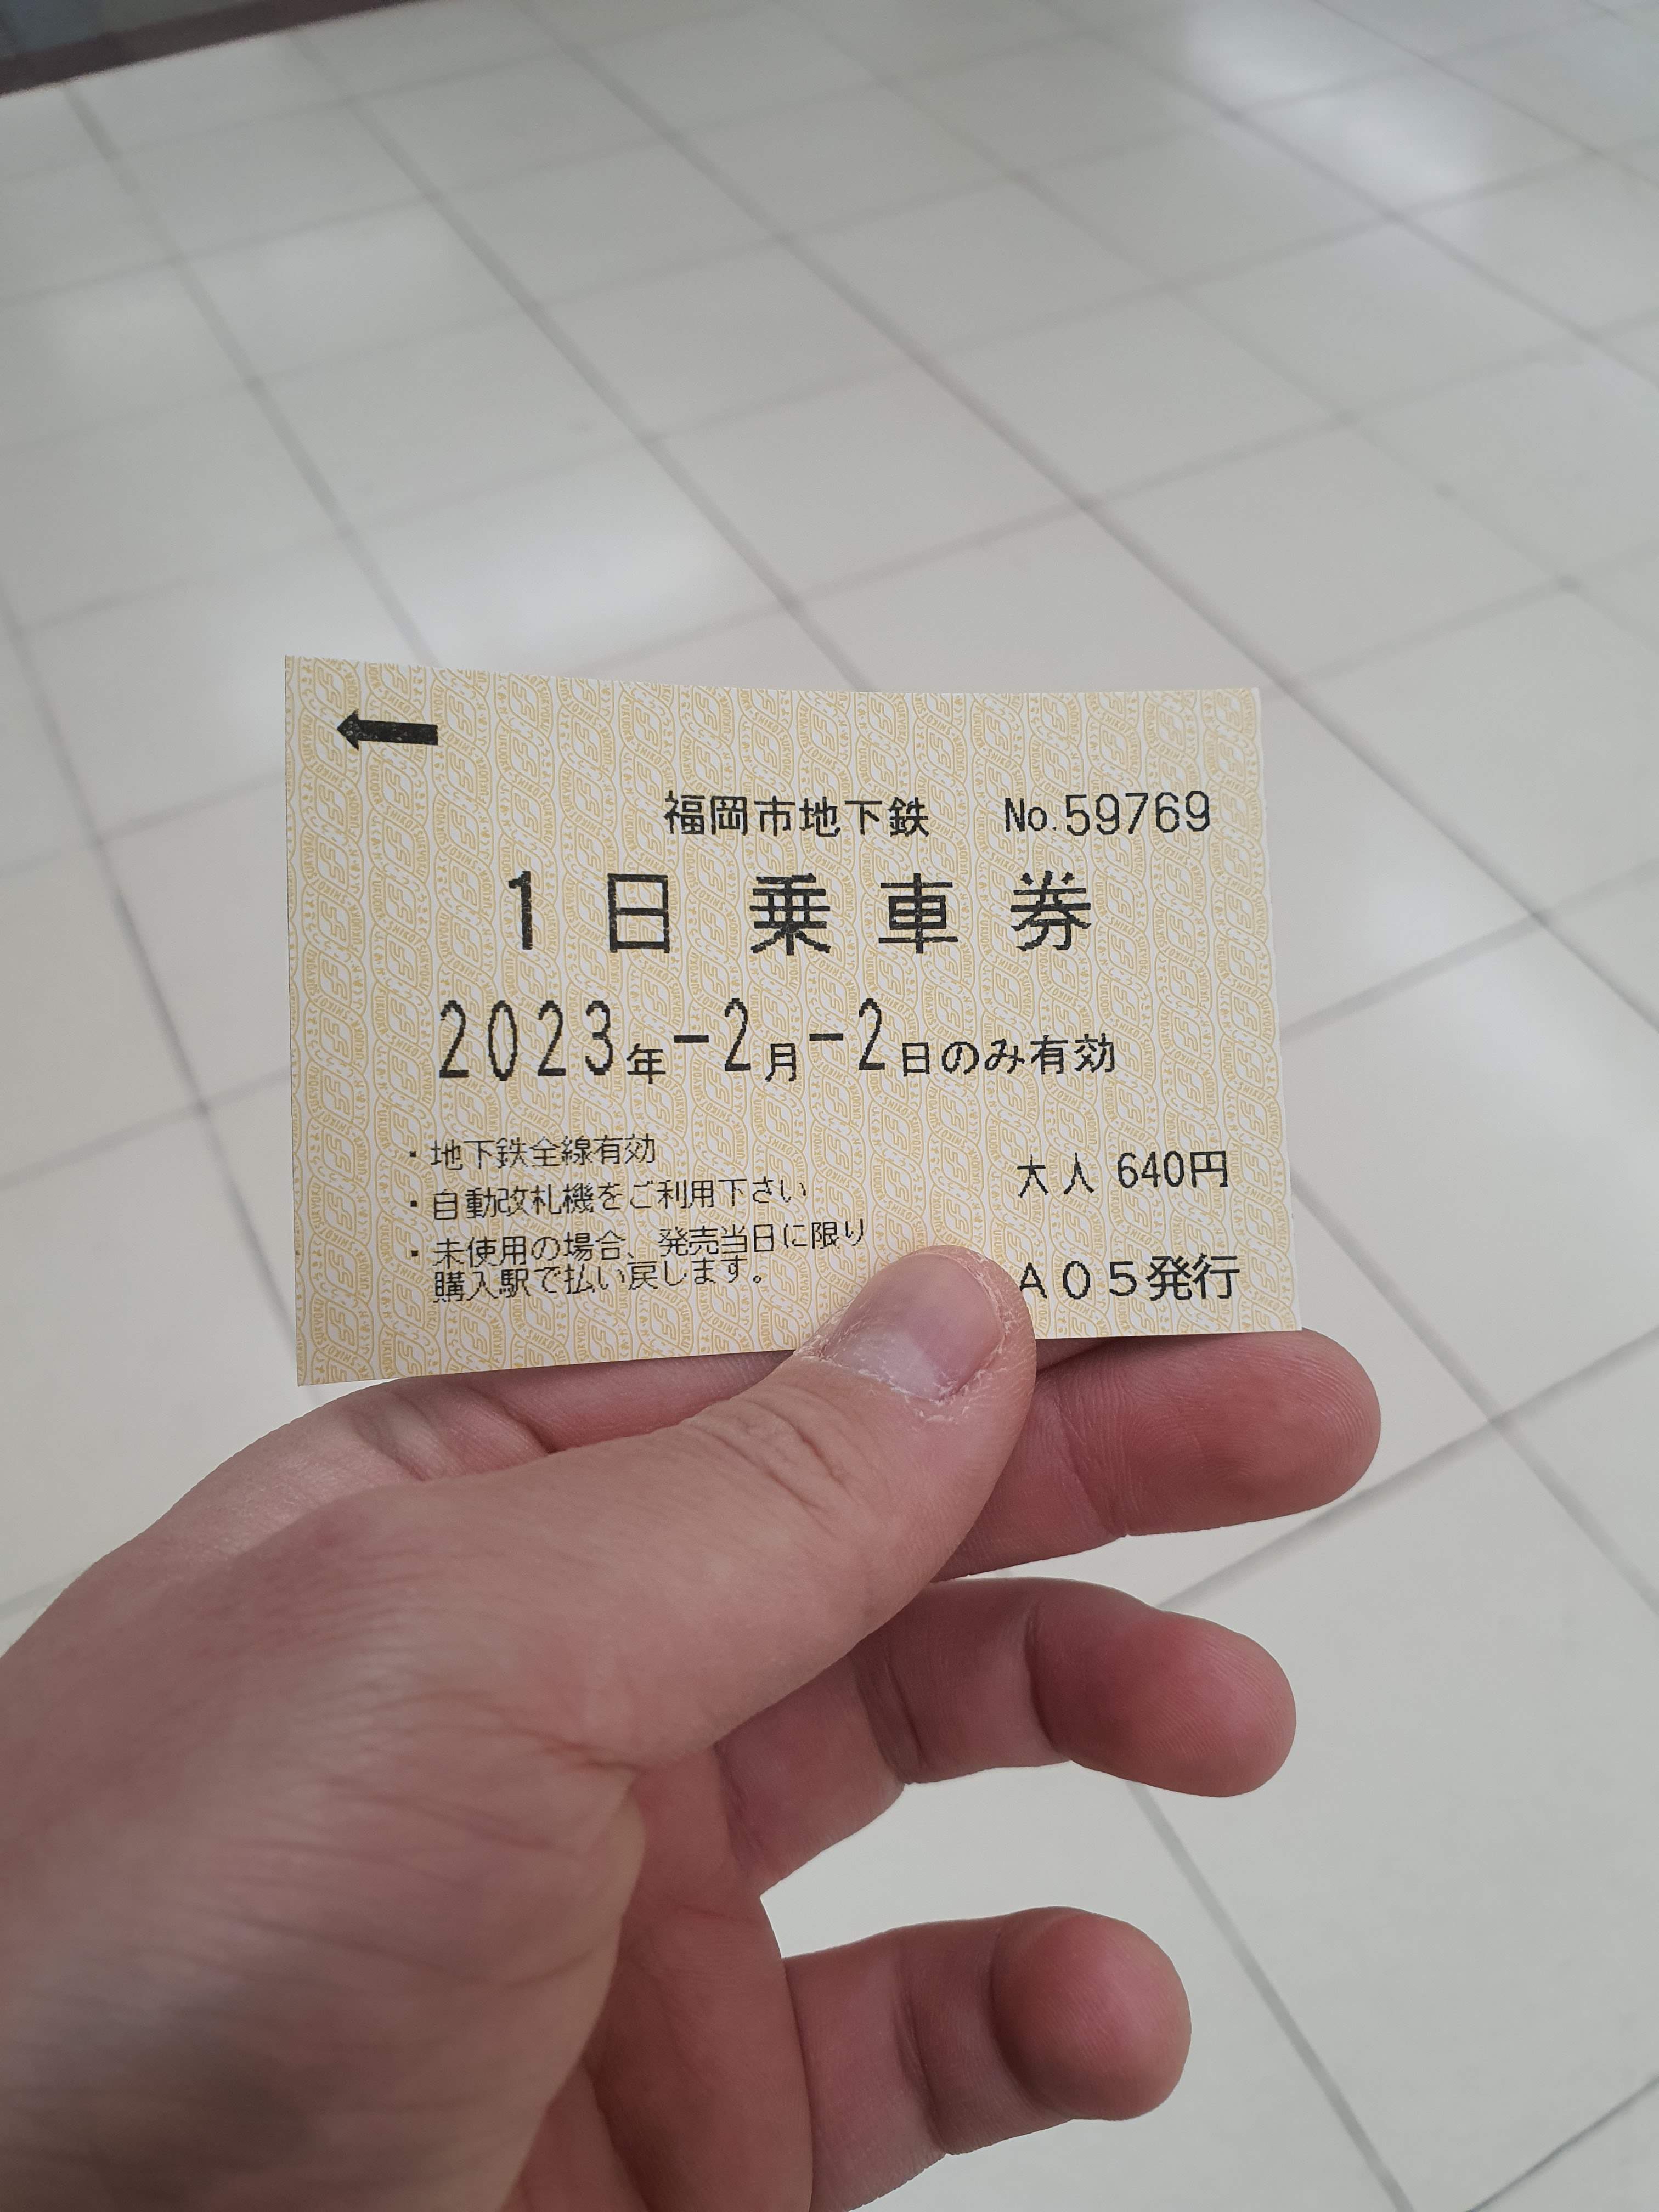 福岡市地下鉄 No.59769
1日乗車券
2023年-2月-2日のみ有効
・地下鉄全線有効
・自動改札機をご利用下さい
・未使用の場合、発売当日に限り
購入駅で払い戻します。
大人 640円
A05発行